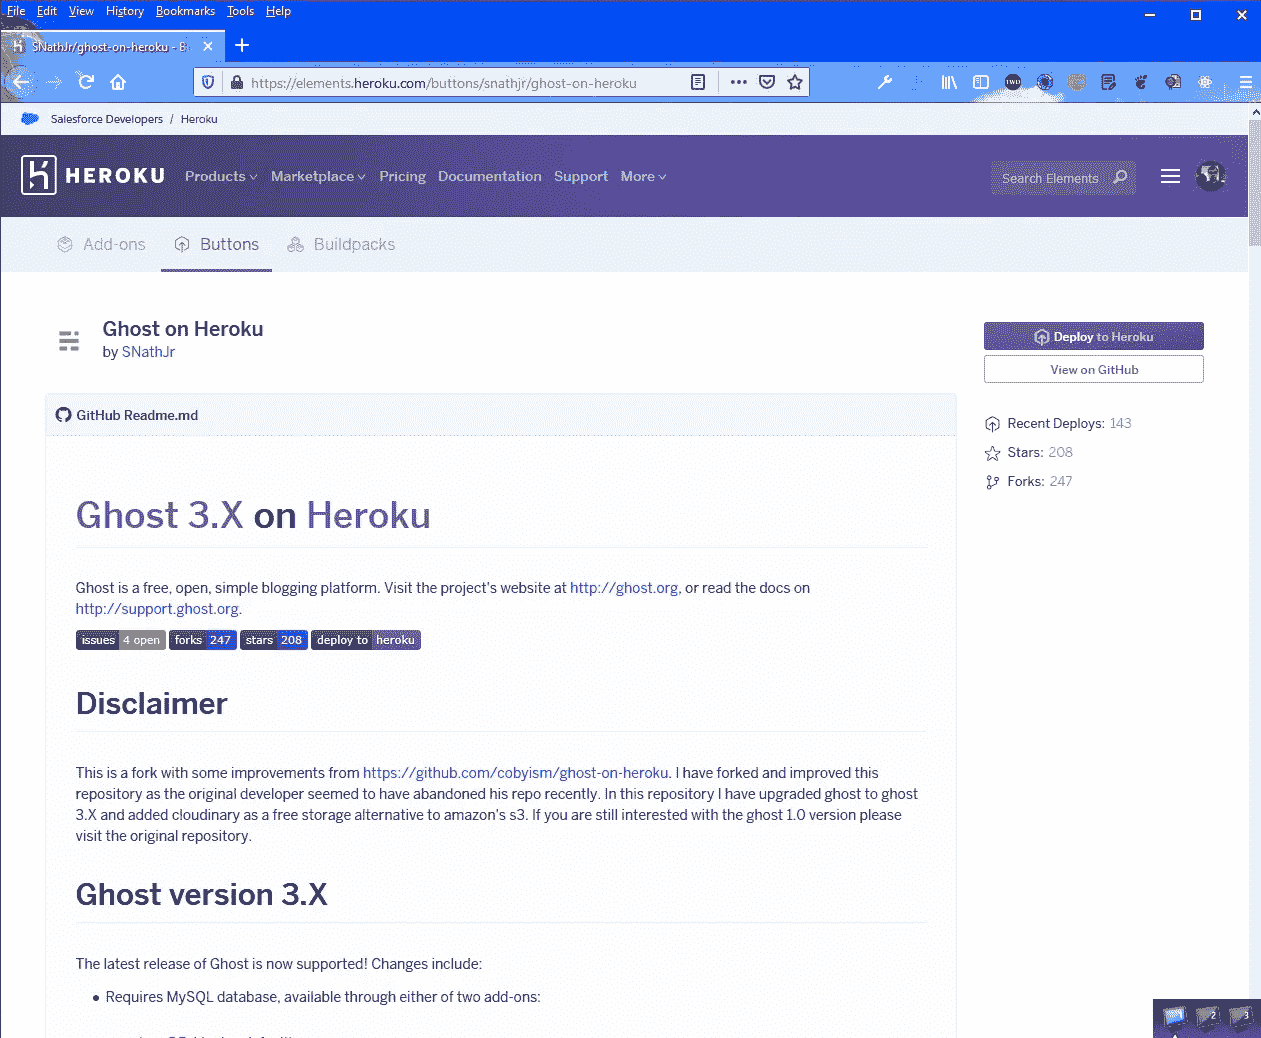 File Edit View History Bookmarks Tools Help
SNathJr/ghost-on-heroku - B
https://elements.heroku.com/buttons/snathjr/ghost-on-heroku
Salesforce Developers / Heroku
HEROKU Products Marketplace Pricing Documentation Support More Search Elements
Add-ons Buttons Buildpacks
Ghost on Heroku
by SNathJr
Deploy to Heroku
View on GitHub
Recent Deploys: 143
Stars: 208
Forks: 247
GitHub Readme.md
Ghost 3.X on Heroku
Ghost is a free, open, simple blogging platform. Visit the project's website at http://ghost.org, or read the docs on
http://support.ghost.org.
issues 4 open forks 247 stars 208 deploy to heroku
Disclaimer
This is a fork with some improvements from https://github.com/cobyism/ghost-on-heroku. I have forked and improved this
repository as the original developer seemed to have abandoned his repo recently. In this repository I have upgraded ghost to ghost
3.X and added cloudinary as a free storage alternative to amazon's s3. If you are still interested with the ghost 1.0 version please
visit the original repository.
Ghost version 3.X
The latest release of Ghost is now supported! Changes include:
• Requires MySQL database, available through either of two add-ons:
2 3